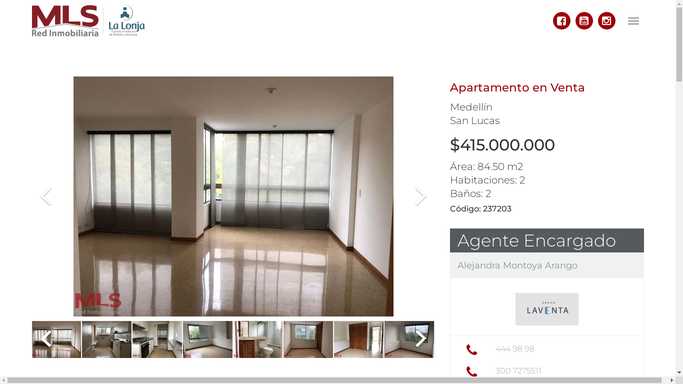 MLS
Red Inmobiliaria
La Lonja
Apartamento en Venta
Medellín
San Lucas
$415.000.000
Área: 84.50 m2
Habitaciones: 2
Baños: 2
Código: 237203
MLS
Agente Encargado
Alejandra Montoya Arango
LAVENTA
444 98 98
300 7275511